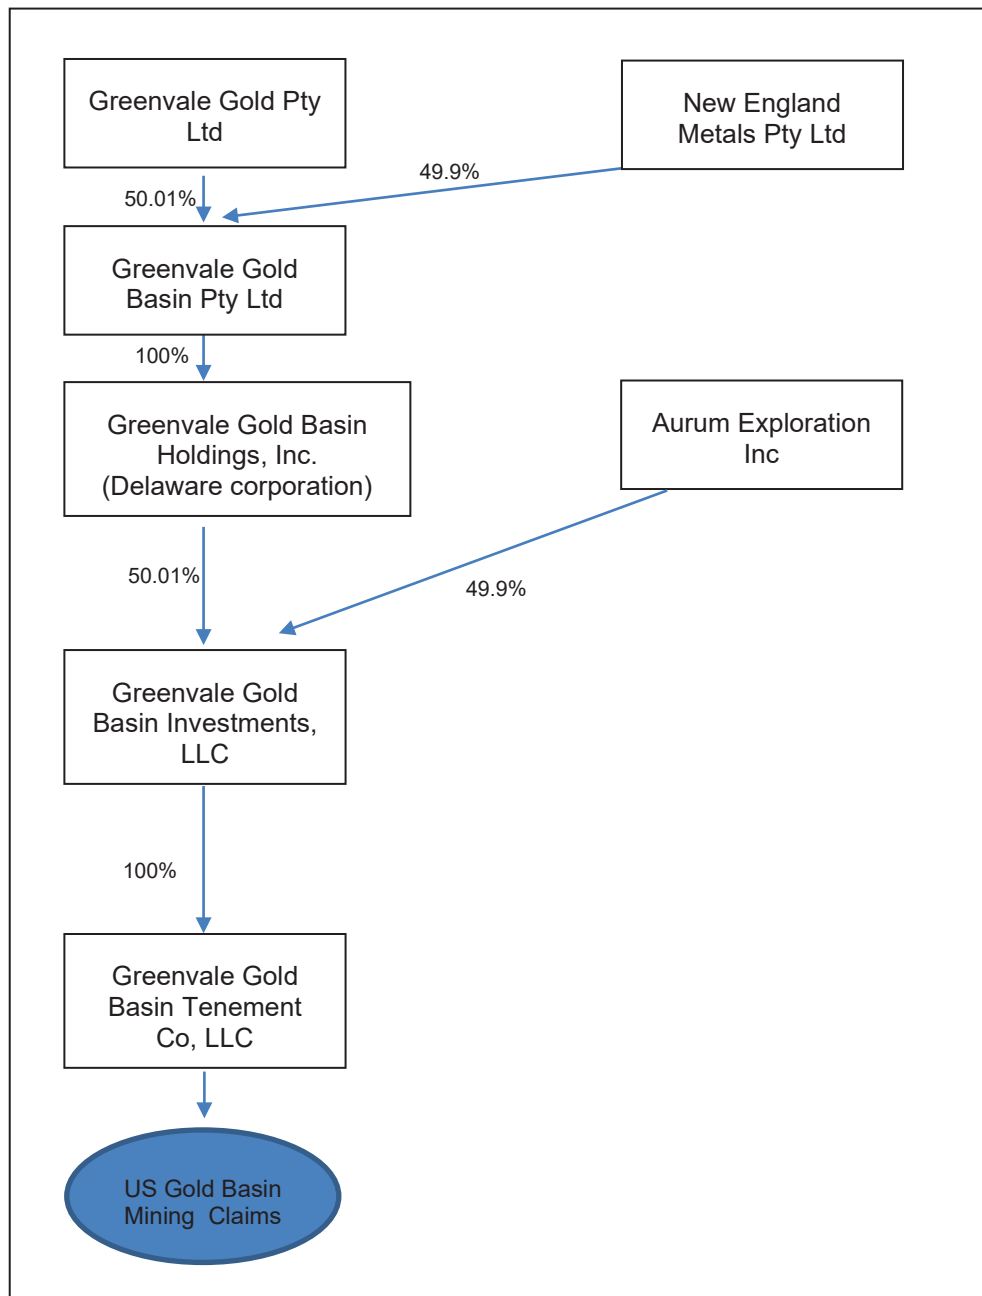 Greenvale Gold Pty
Ltd
New England
Metals Pty Ltd
49.9%
50.01%
Greenvale Gold
Basin Pty Ltd
100%
Greenvale Gold Basin
Holdings, Inc.
(Delaware corporation)
Aurum Exploration
Inc
50.01%
49.9%
Greenvale Gold
Basin Investments,
LLC
100%
Greenvale Gold
Basin Tenement
Co, LLC
US Gold Basin
Mining Claims